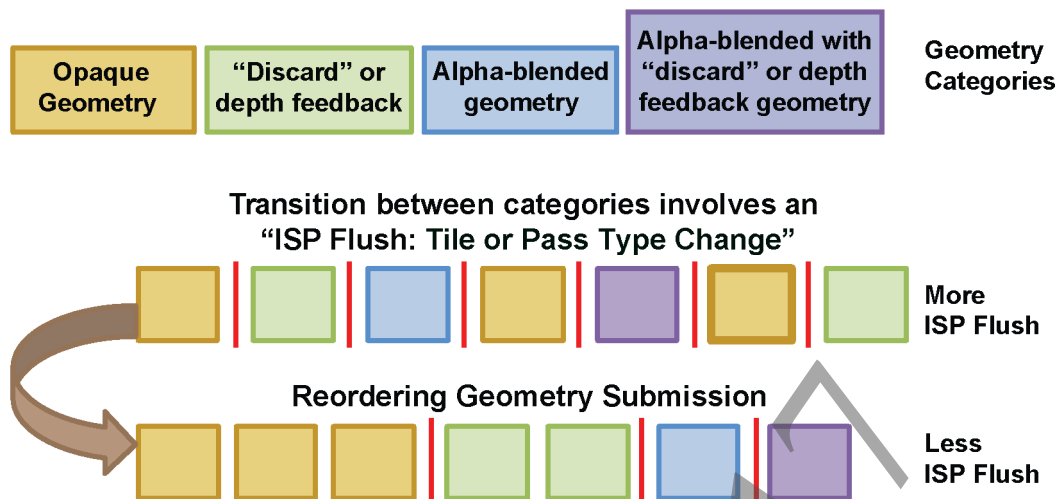 Opaque
Geometry
“Discard” or
depth feedback
Alpha-blended
geometry
Alpha-blended with
“discard” or depth
feedback geometry
Geometry
Categories
Transition between categories involves an
“ISP Flush: Tile or Pass Type Change”
More
ISP Flush
Reordering Geometry Submission
Less
ISP Flush